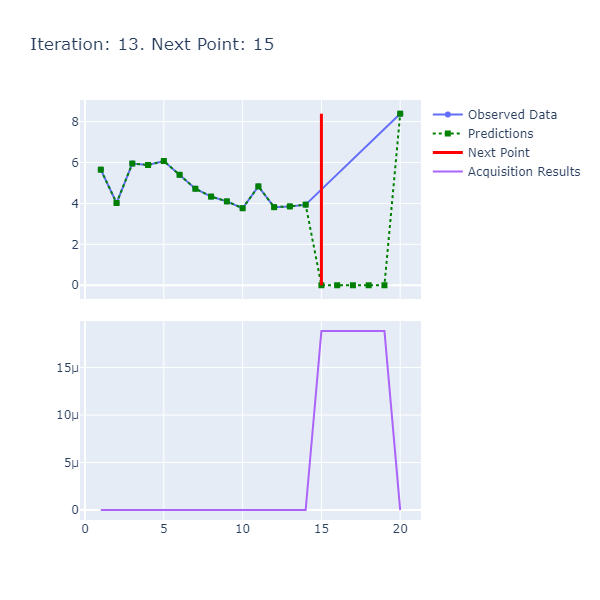 Iteration: 13. Next Point: 15
Observed Data
Predictions
Next Point
Acquisition Results
8
6
4
2
0
15μ
10μ
5μ
0
0 5 10 15 20